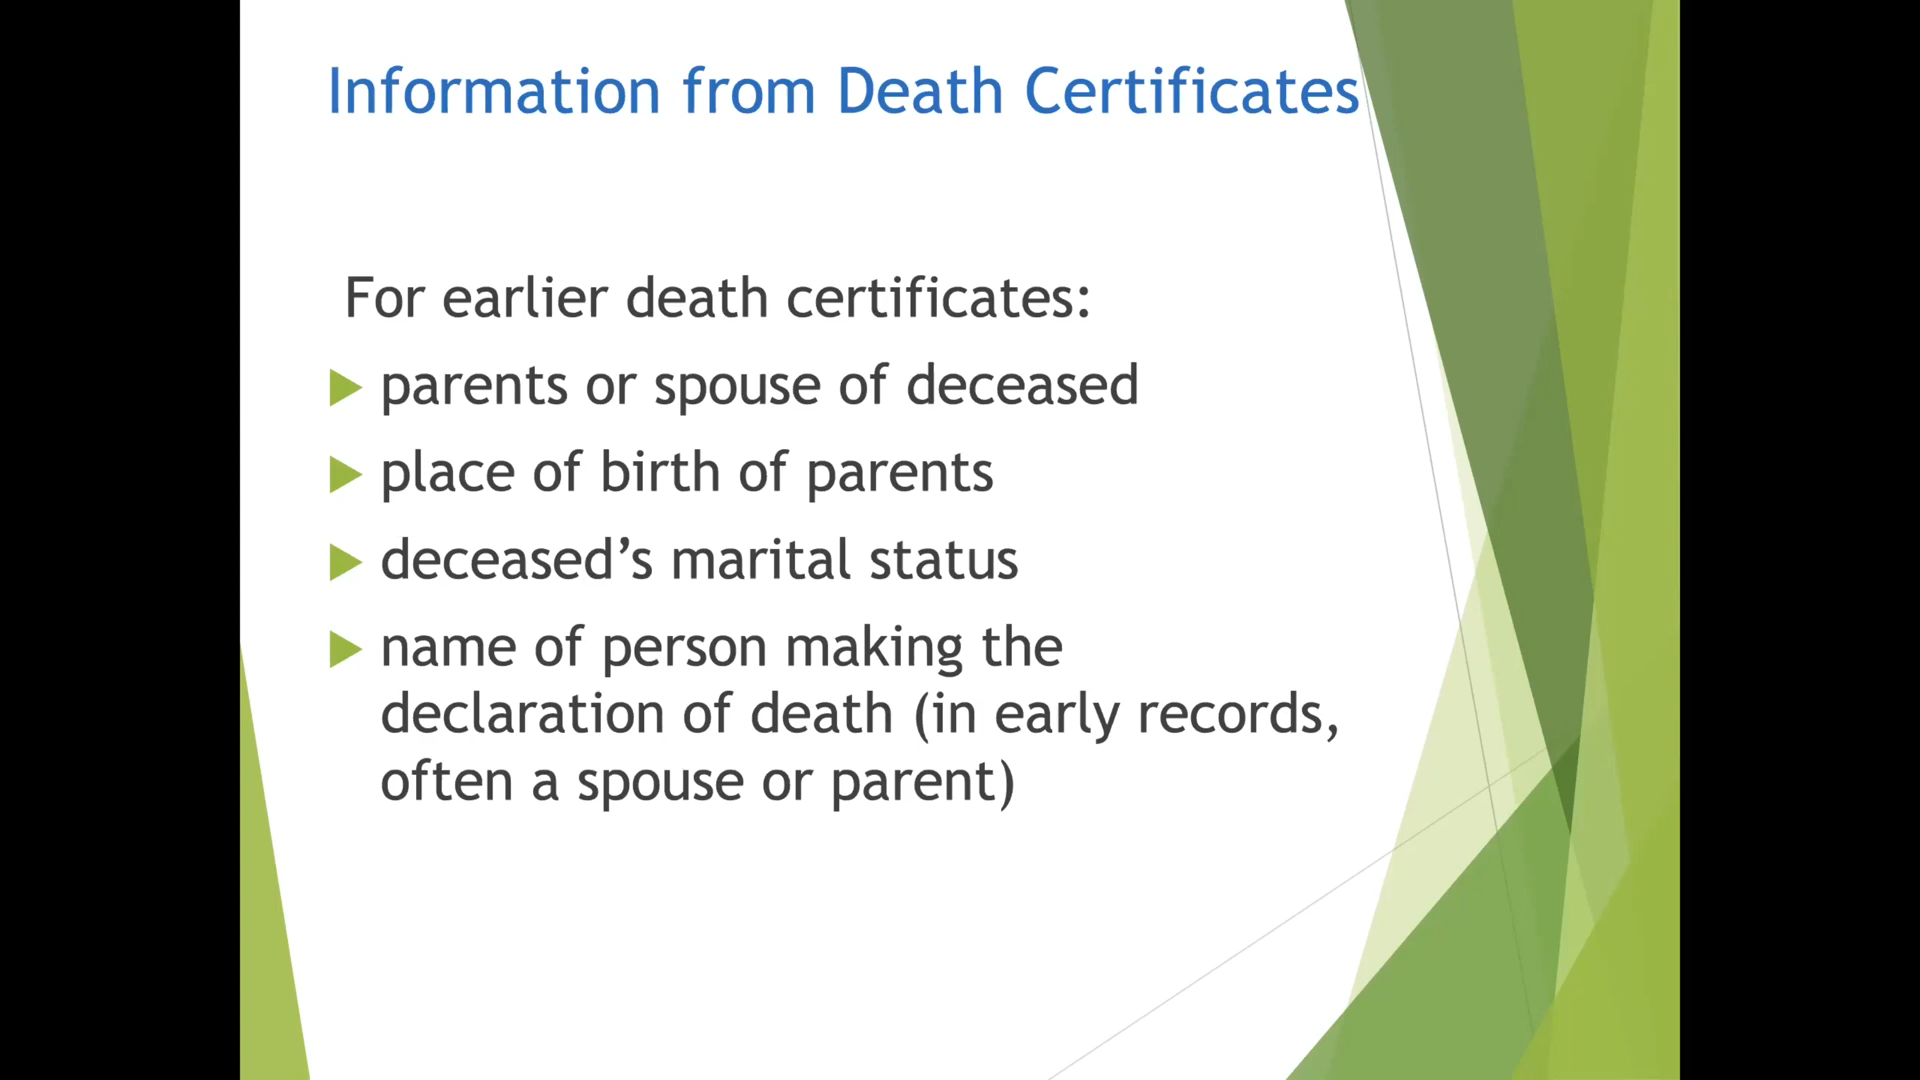 Information from Death Certificates
For earlier death certificates:
parents or spouse of deceased
place of birth of parents
deceased’s marital status
name of person making the
declaration of death (in early records,
often a spouse or parent)